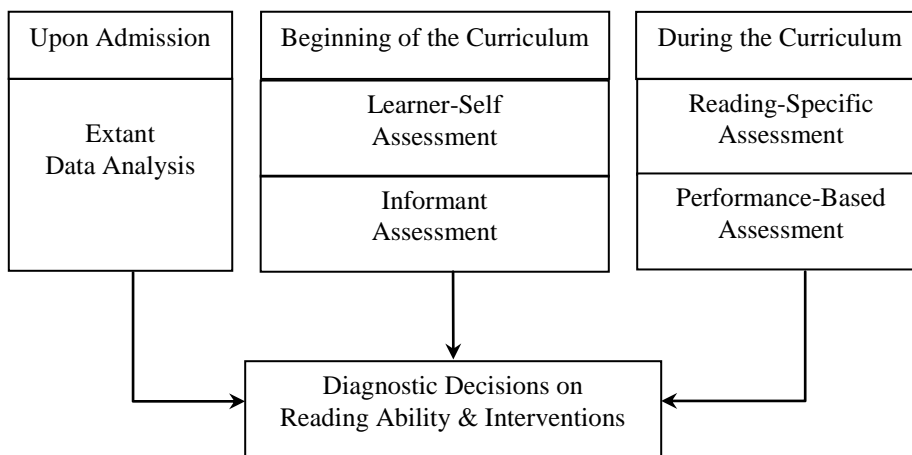 Upon Admission
Extant
Data Analysis
Beginning of the Curriculum
Learner-Self
Assessment
Informant
Assessment
During the Curriculum
Reading-Specific
Assessment
Performance-Based
Assessment
Diagnostic Decisions on
Reading Ability & Interventions